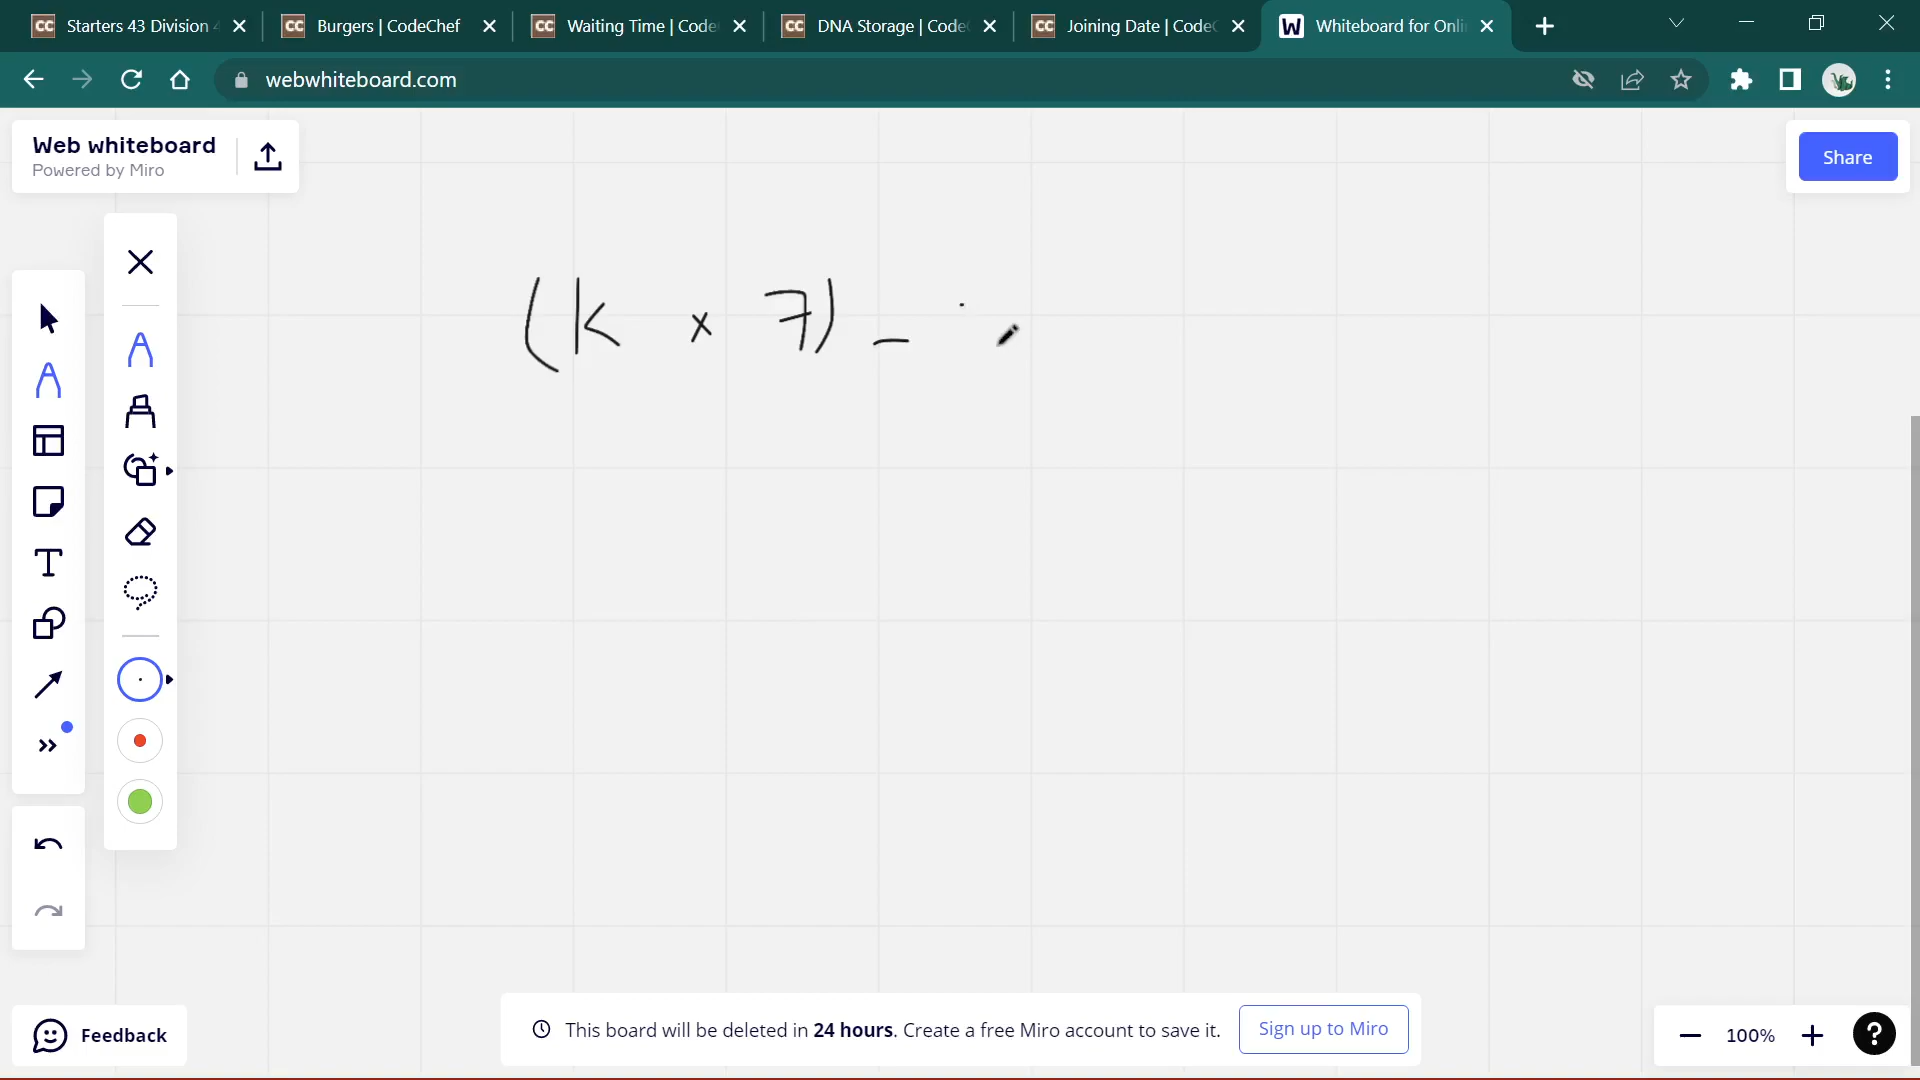 Starters 43 Division
Burgers | CodeChef
Waiting Time | Code
DNA Storage | Code
Joining Date | CodeC
Whiteboard for Onli
webwhiteboard.com
Web whiteboard
Powered by Miro
Share
(K x 7) -
Feedback
This board will be deleted in 24 hours. Create a free Miro account to save it.
Sign up to Miro
100%